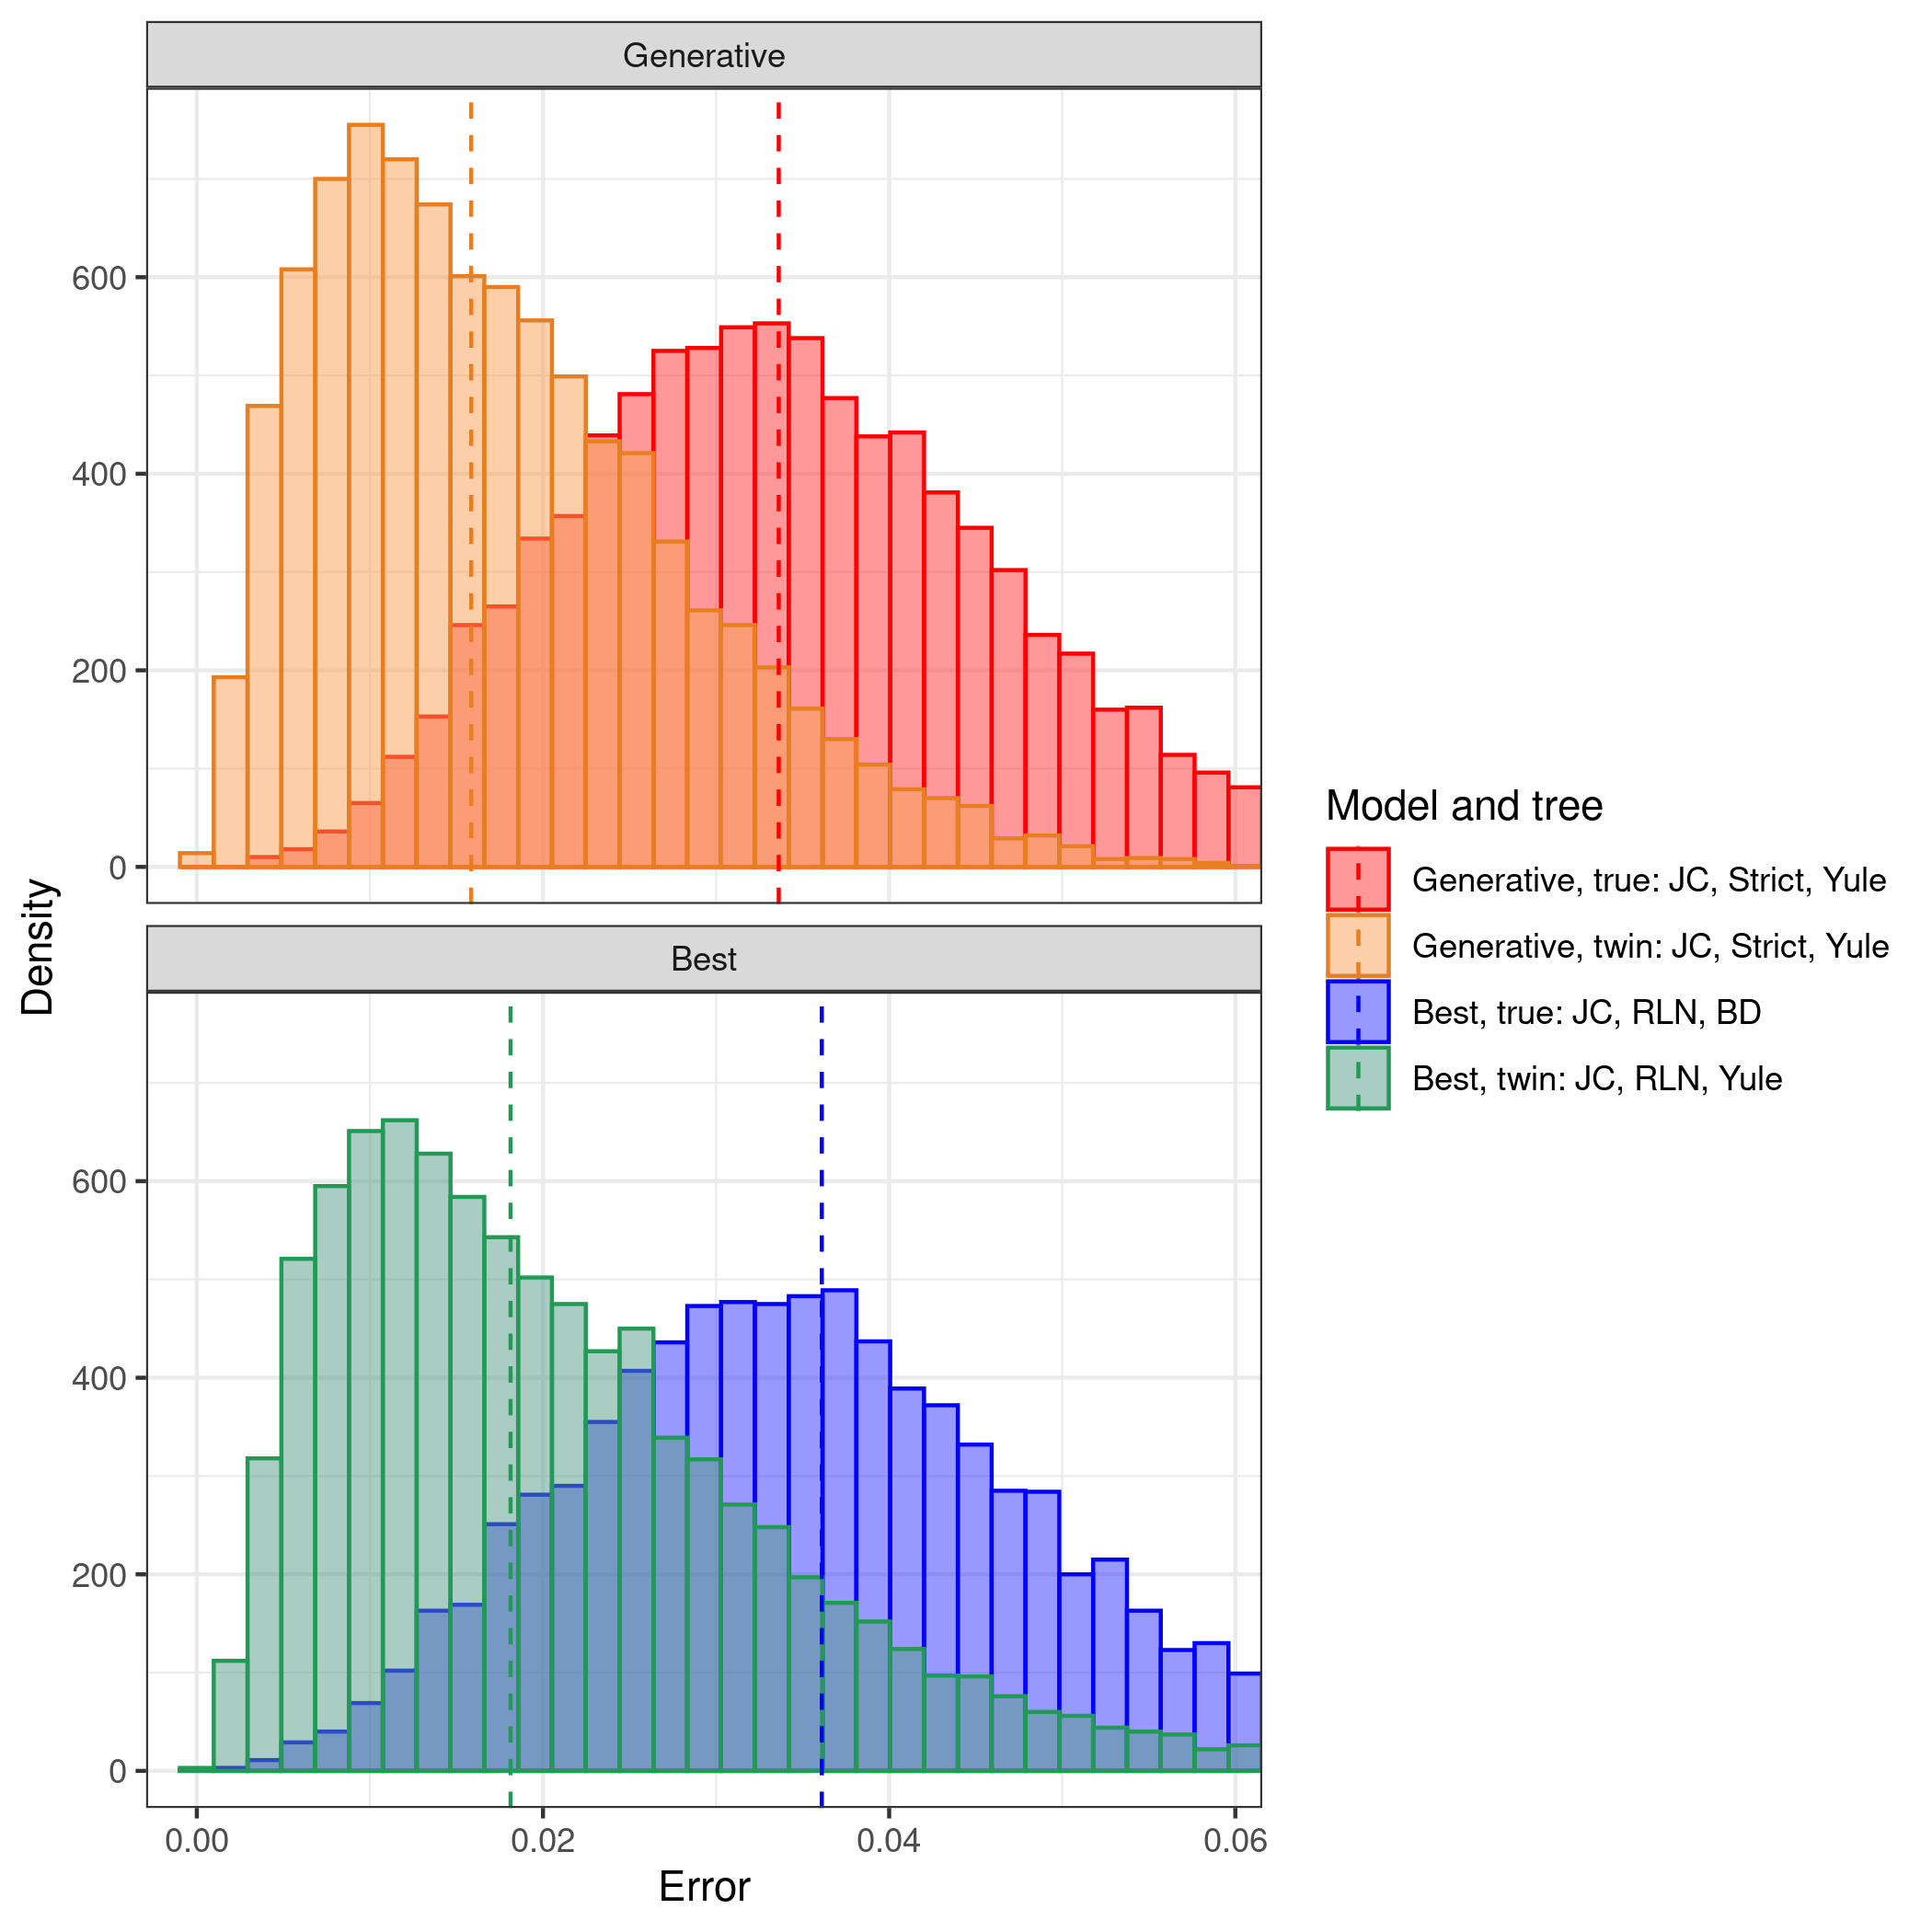 Generative
600
400
200
0
Density
Best
600
400
200
0
0.00 0.02 0.04 0.06
Error
Model and tree
Generative, true: JC, Strict, Yule
Generative, twin: JC, Strict, Yule
Best, true: JC, RLN, BD
Best, twin: JC, RLN, Yule